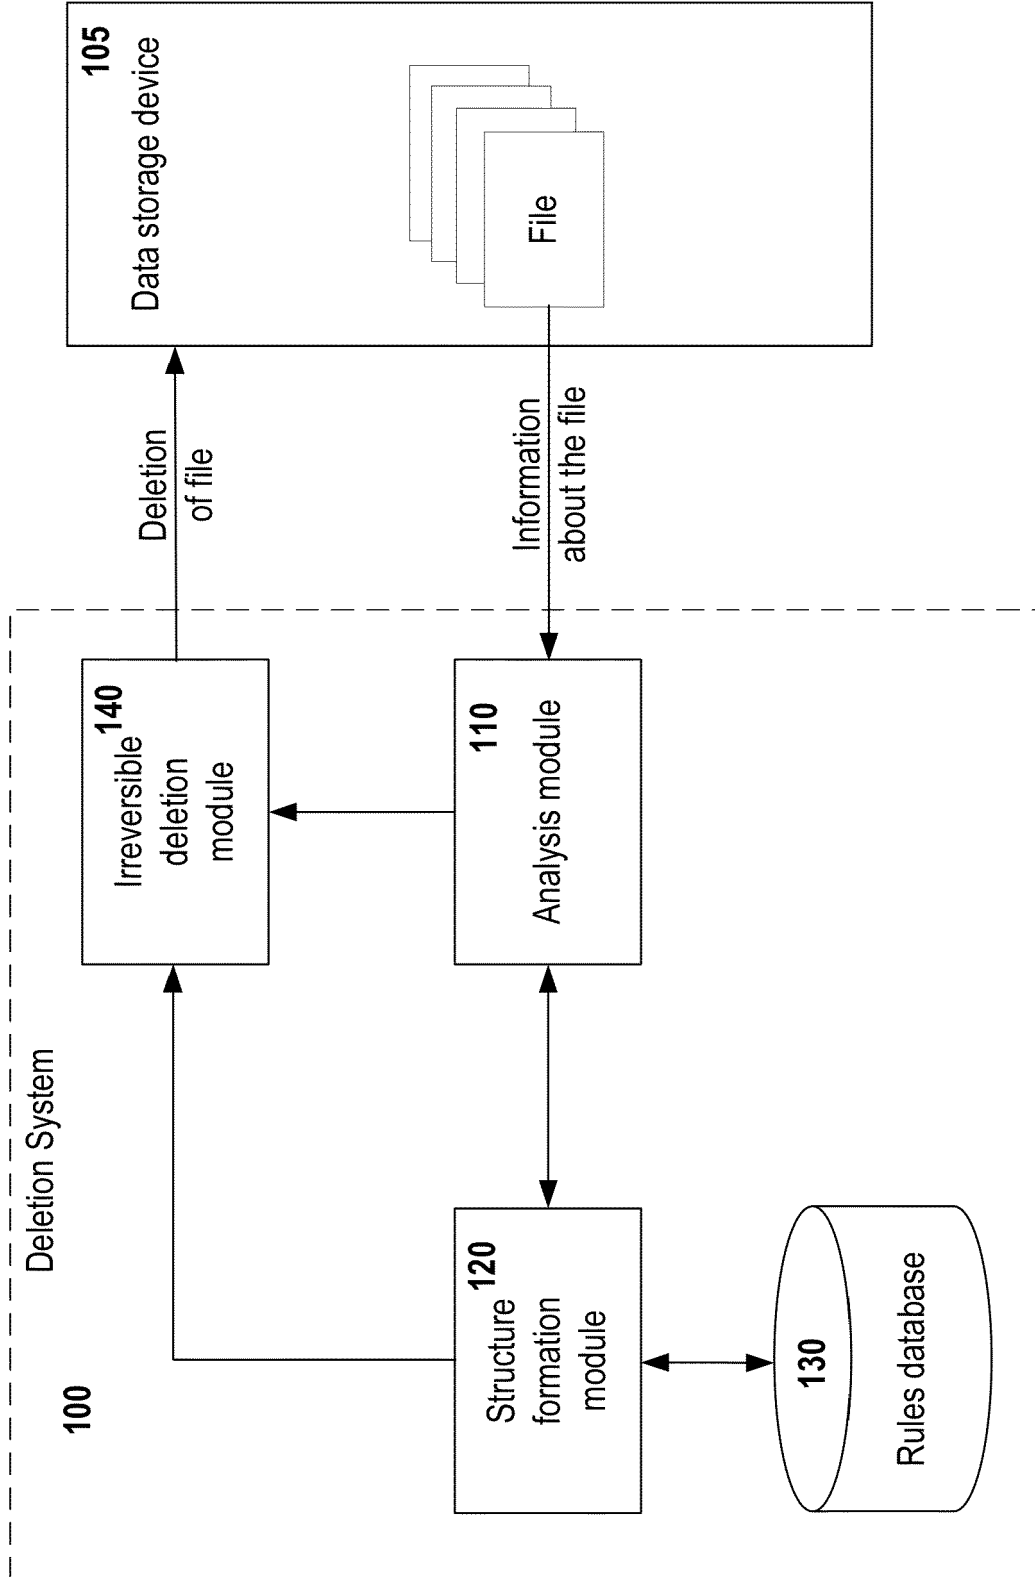 Deletion System
100
120
Structure
formation
module
130
Rules database
140
Irreversible
deletion
module
110
Analysis module
Deletion
of file
Information
about the file
105
Data storage device
File